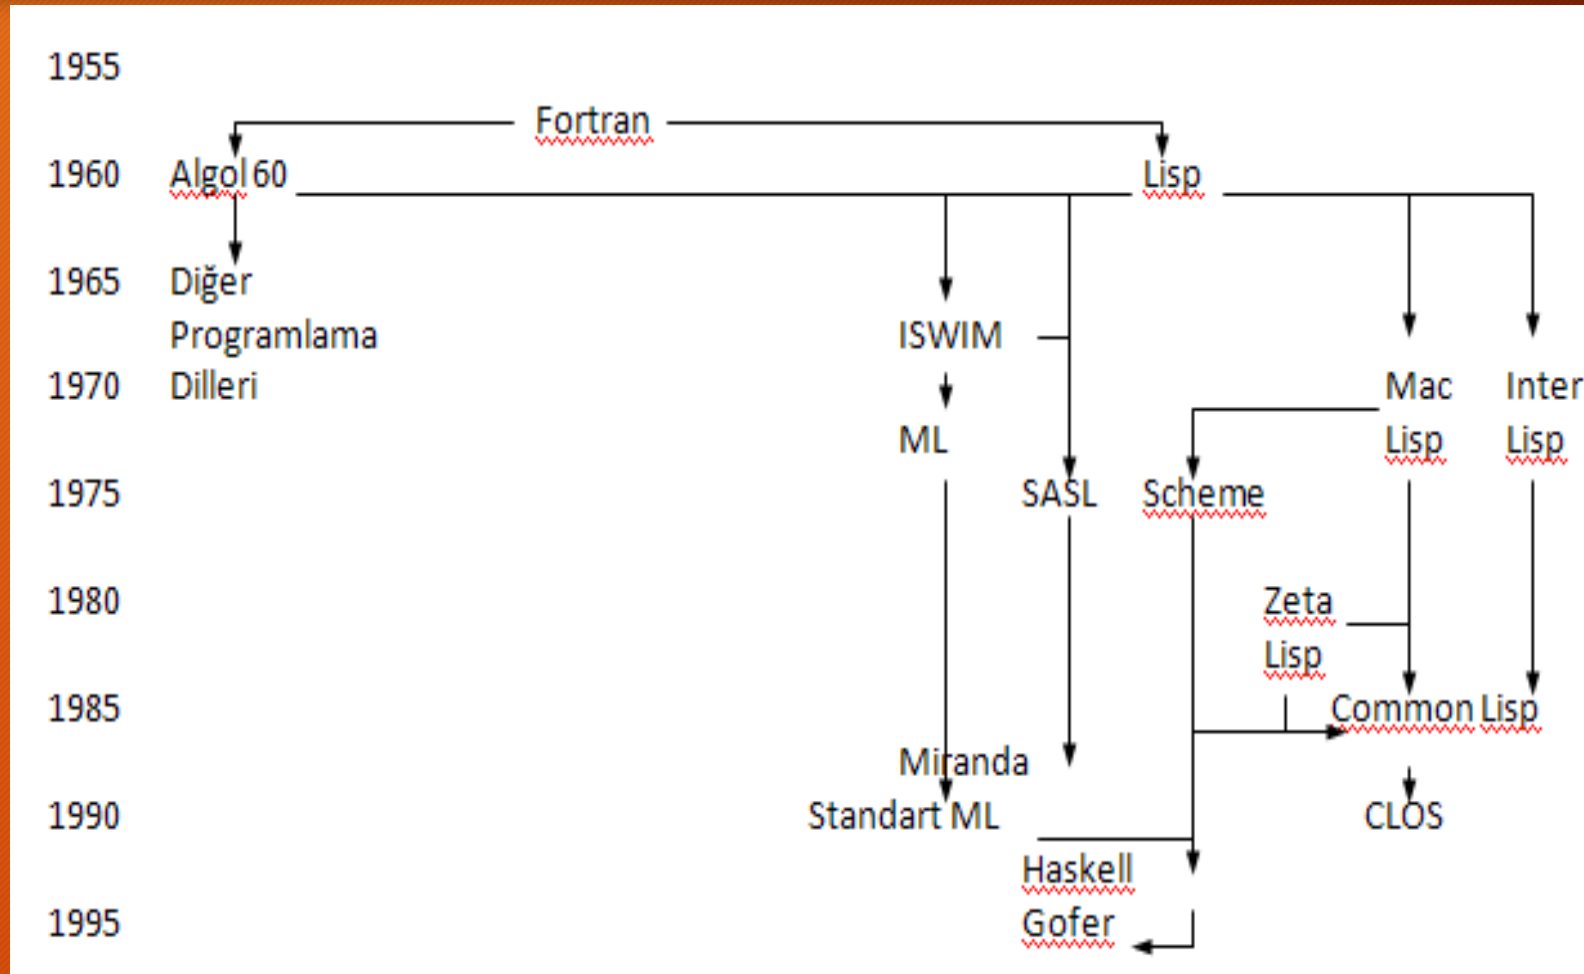 1955
Fortran
1960 Algol 60 Lisp
1965 Diğer
Programlama ISWIM
1970 Dilleri Mac Inter
ML Lisp Lisp
1975 SASL Scheme
1980 Zeta
Lisp
1985 Common Lisp
Miranda
1990 Standart ML CLOS
Haskell
1995 Gofer